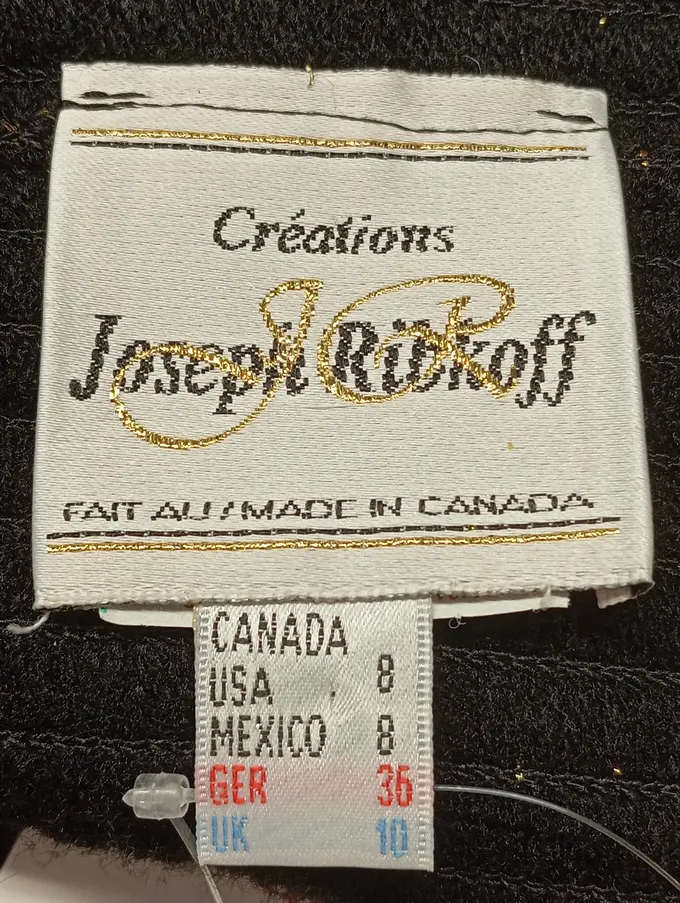 Créations
Joseph Ribkoff
FAIT AU / MADE IN CANADA
CANADA
USA 8
MEXICO 8
GER 36
UK 10